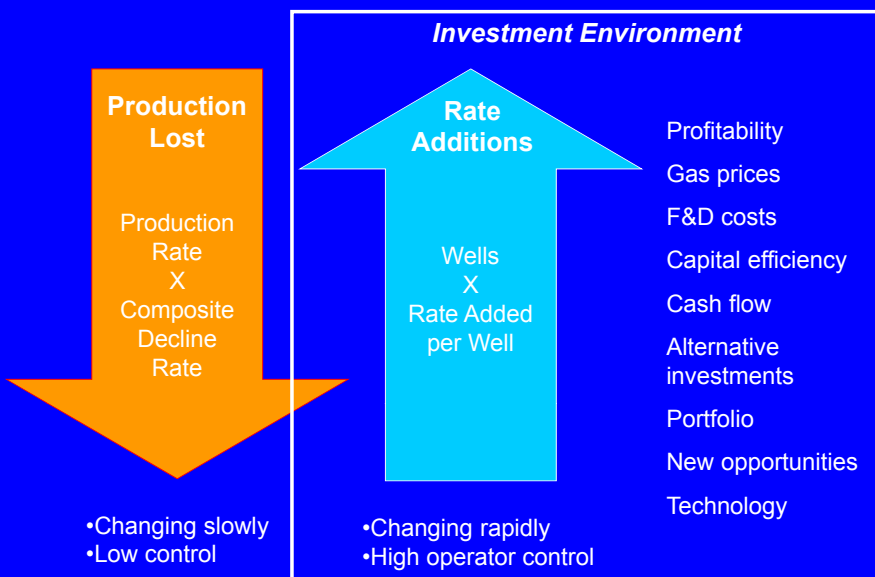 Investment Environment
Production
Lost
Production
Rate
X
Composite
Decline
Rate
•Changing slowly
•Low control
Rate
Additions
Wells
X
Rate Added
per Well
•Changing rapidly
•High operator control
Profitability
Gas prices
F&D costs
Capital efficiency
Cash flow
Alternative
investments
Portfolio
New opportunities
Technology